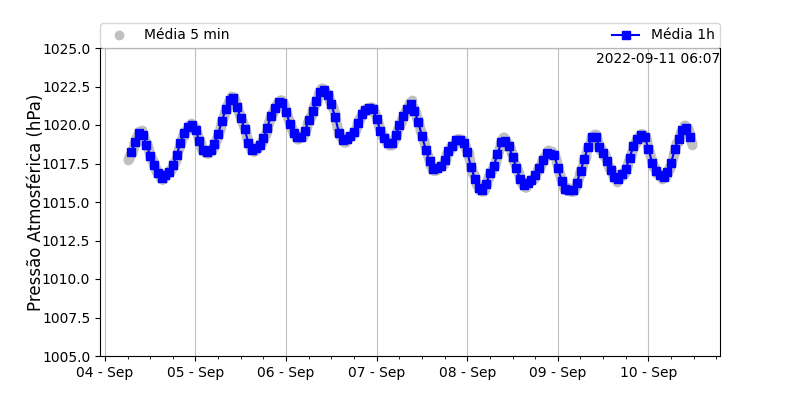 Média 5 min
Média 1h
2022-09-11 06:07
Pressão Atmosférica (hPa)
1025.0
1022.5
1020.0
1017.5
1015.0
1012.5
1010.0
1007.5
1005.0
04 - Sep
05 - Sep
06 - Sep
07 - Sep
08 - Sep
09 - Sep
10 - Sep